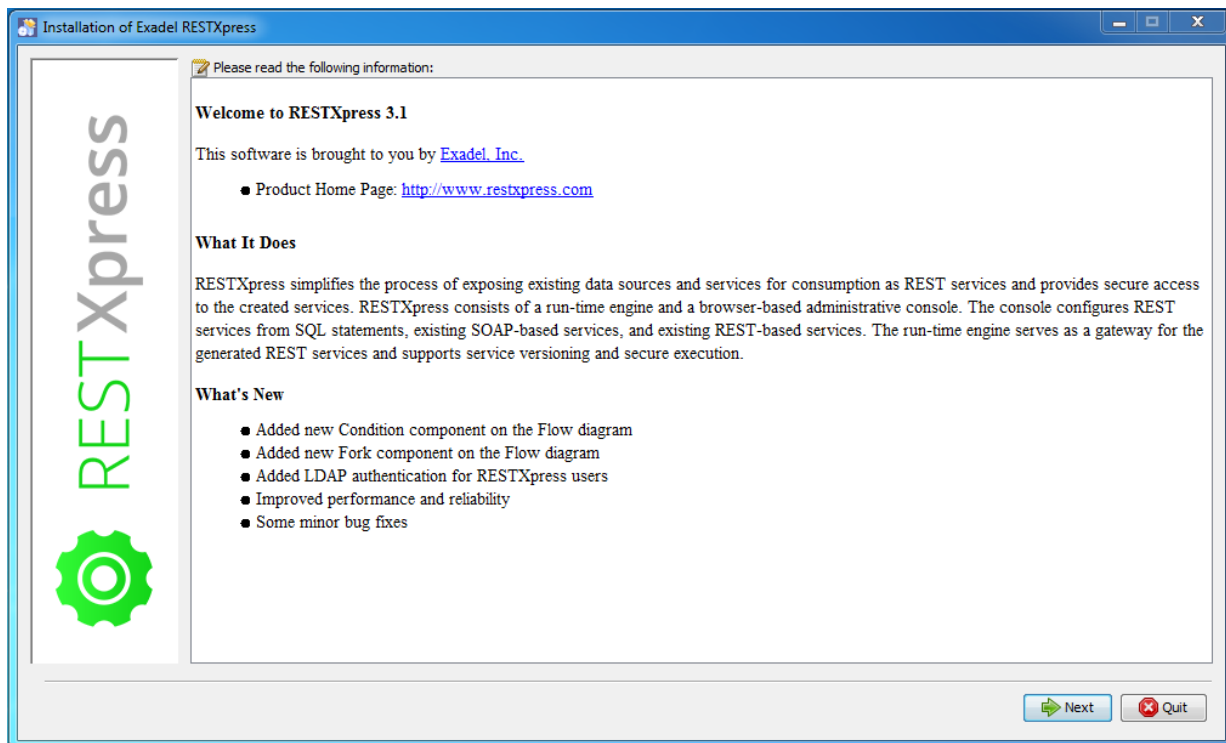 Installation of Exadel RESTXpress
RESTXpress
Please read the following information:
Welcome to RESTXpress 3.1
This software is brought to you by Exadel, Inc.
Product Home Page: http://www.restxpress.com
What It Does
RESTXpress simplifies the process of exposing existing data sources and services for consumption as REST services and provides secure access
to the created services. RESTXpress consists of a run-time engine and a browser-based administrative console. The console configures REST
services from SQL statements, existing SOAP-based services, and existing REST-based services. The run-time engine serves as a gateway for the
generated REST services and supports service versioning and secure execution.
What's New
Added new Condition component on the Flow diagram
Added new Fork component on the Flow diagram
Added LDAP authentication for RESTXpress users
Improved performance and reliability
Some minor bug fixes
Next
Quit